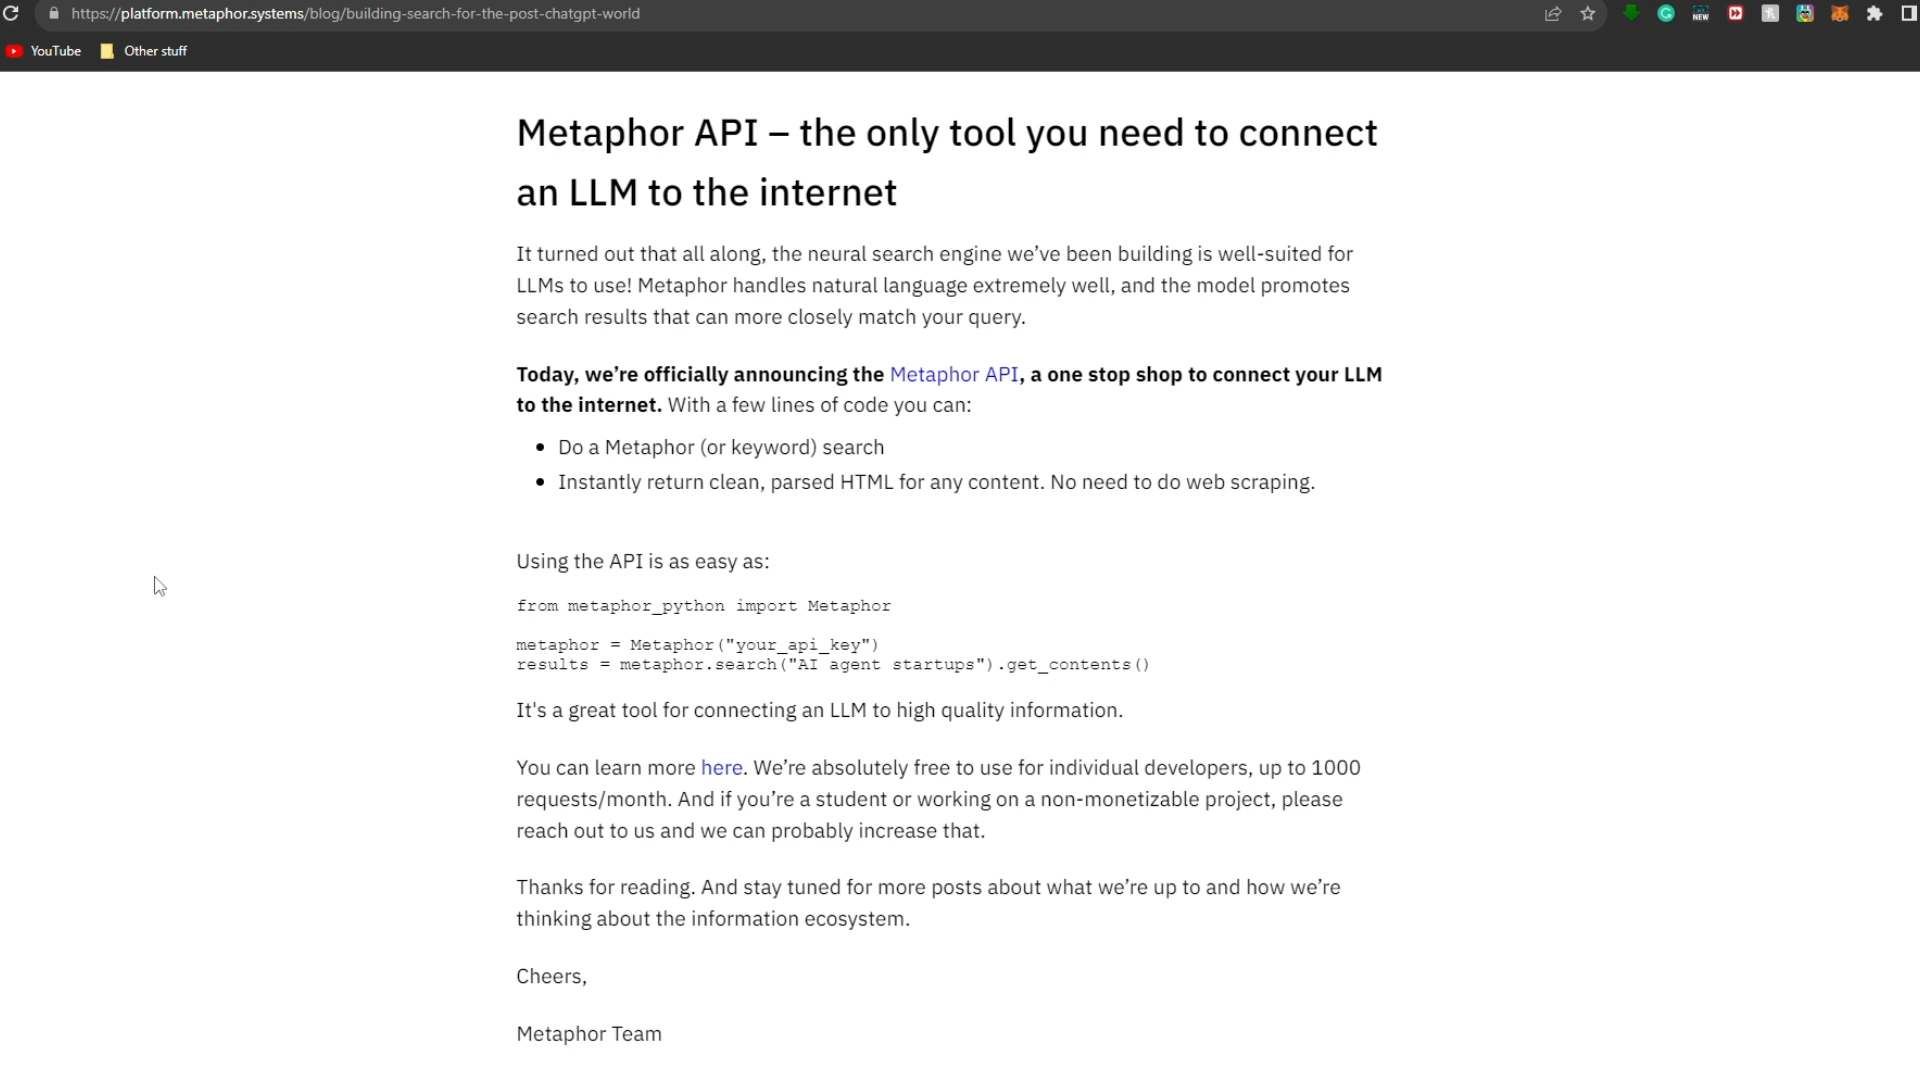 https://platform.metaphor.systems/blog/building-search-for-the-post-chatgpt-world
NEW
YouTube
Other stuff
Metaphor API – the only tool you need to connect
an LLM to the internet
It turned out that all along, the neural search engine we’ve been building is well-suited for
LLMs to use! Metaphor handles natural language extremely well, and the model promotes
search results that can more closely match your query.
Today, we’re officially announcing the Metaphor API, a one stop shop to connect your LLM
to the internet. With a few lines of code you can:
• Do a Metaphor (or keyword) search
• Instantly return clean, parsed HTML for any content. No need to do web scraping.
Using the API is as easy as:
from metaphor_python import Metaphor
metaphor = Metaphor("your_api_key")
results = metaphor.search("AI agent startups").get_contents()
It's a great tool for connecting an LLM to high quality information.
You can learn more here. We’re absolutely free to use for individual developers, up to 1000
requests/month. And if you’re a student or working on a non-monetizable project, please
reach out to us and we can probably increase that.
Thanks for reading. And stay tuned for more posts about what we’re up to and how we’re
thinking about the information ecosystem.
Cheers,
Metaphor Team